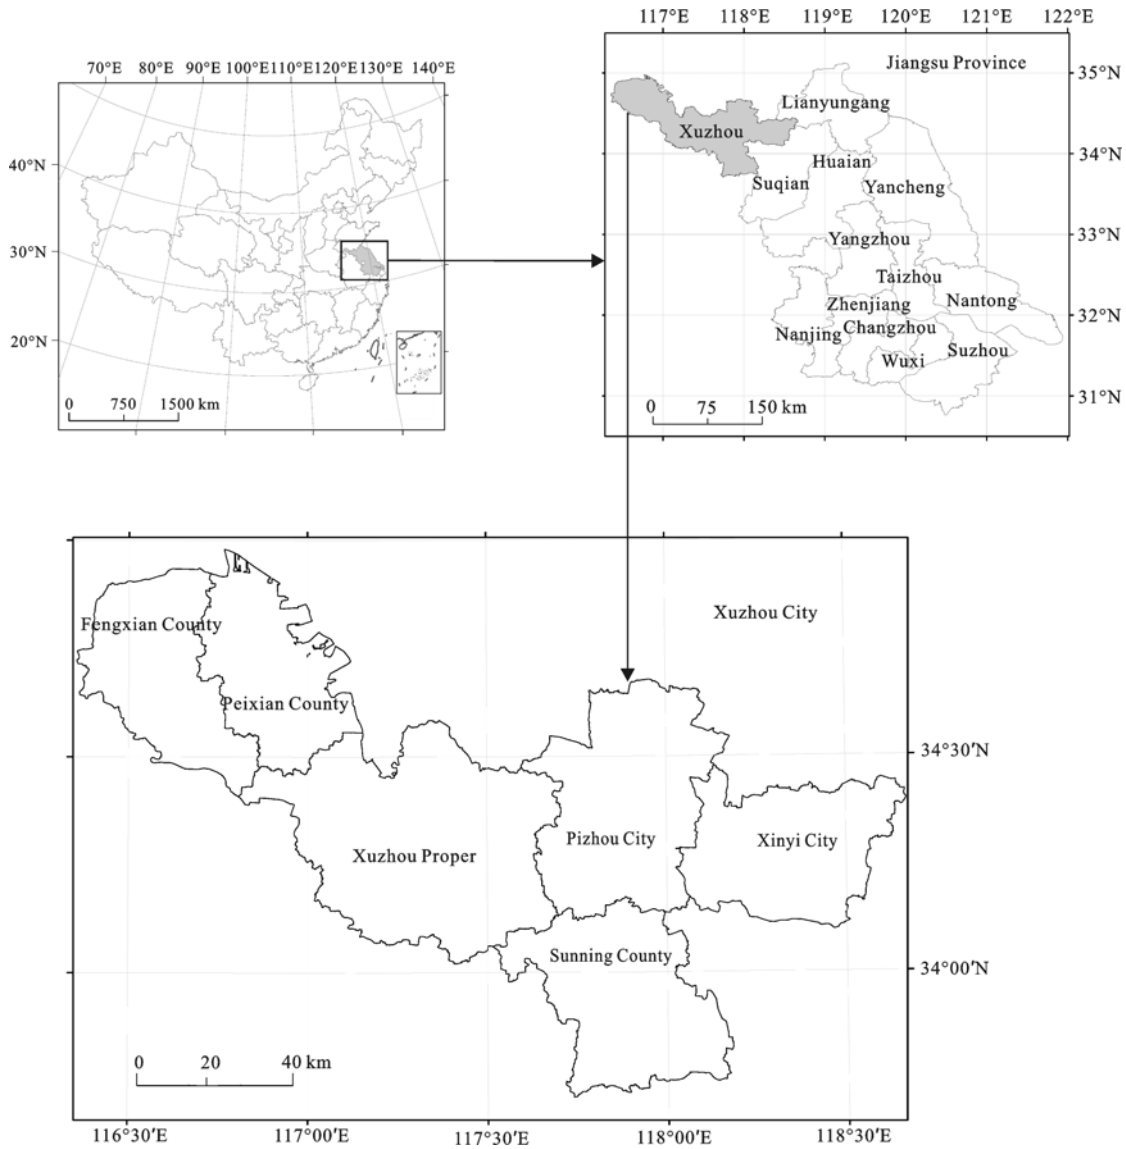 70°E 80°E 90°E 100°E 110°E 120°E 130°E 140°E
40°N
30°N
20°N
0 750 1500 km
117°E 118°E 119°E 120°E 121°E 122°E
Jiangsu Province
35°N
Lianyungang
Xuzhou
34°N
Huaian
Suqian
Yancheng
33°N
Yangzhou
Taizhou
Zhenjiang
Nantong
32°N
Nanjing
Changzhou
Suzhou
Wuxi
31°N
0 75 150 km
Xuzhou City
Fengxian County
Peixian County
34°30′N
Pizhou City
Xinyi City
Xuzhou Proper
Sunning County
34°00′N
0 20 40 km
116°30′E 117°00′E 117°30′E 118°00′E 118°30′E